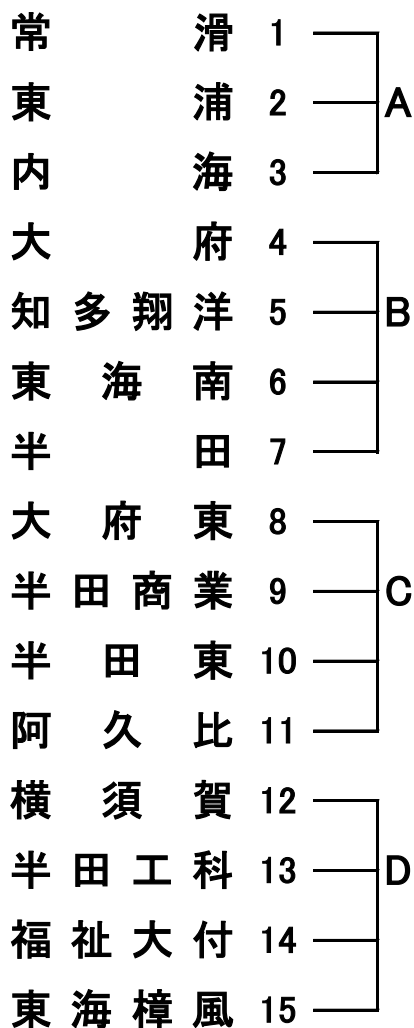 常滑 1
東浦 2 A
内海 3
大府 4
知多翔洋 5 B
東海南 6
半田 7
大府東 8
半田商業 9 C
半田東 10
阿久比 11
横須賀 12
半田工科 13 D
福祉大付 14
東海樟風 15